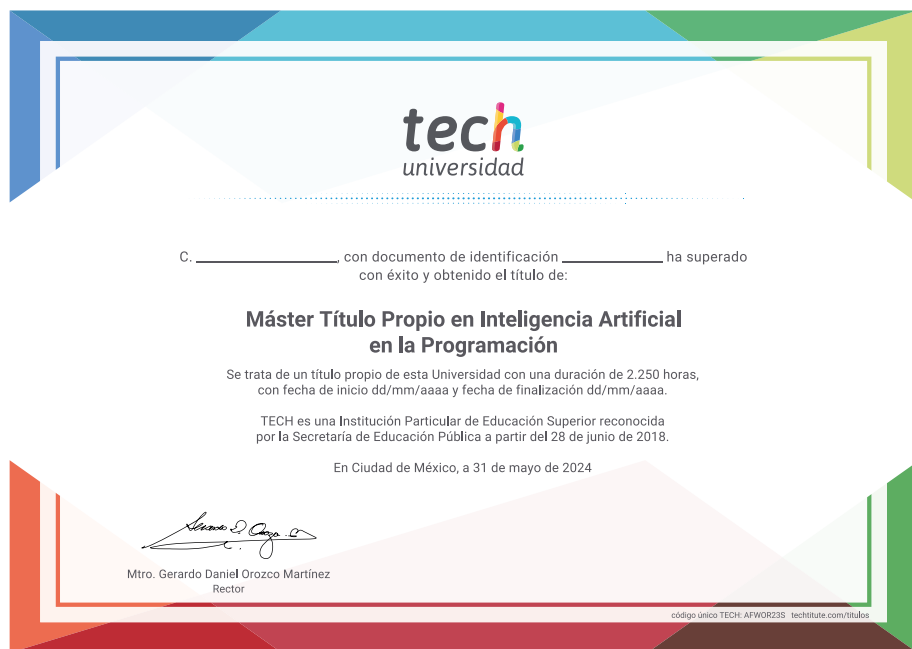 tech
universidad
C. , con documento de identificación ha superado
con éxito y obtenido el título de:
Máster Título Propio en Inteligencia Artificial
en la Programación
Se trata de un título propio de esta Universidad con una duración de 2.250 horas,
con fecha de inicio dd/mm/aaaa y fecha de finalización dd/mm/aaaa.
TECH es una Institución Particular de Educación Superior reconocida
por la Secretaría de Educación Pública a partir del 28 de junio de 2018.
En Ciudad de México, a 31 de mayo de 2024
Mtro. Gerardo Daniel Orozco Martínez
Rector
código único TECH: AFWOR23S techtitute.com/titulos